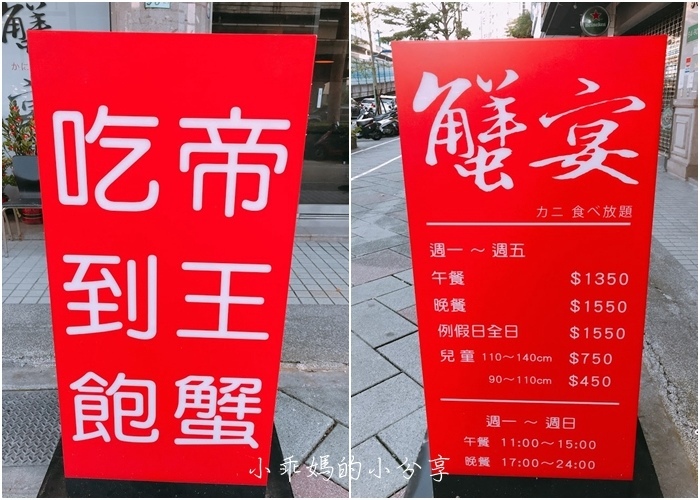 蟹
かに
帝王蟹
吃到飽
蟹宴
カニ 食べ放題
週一 ～ 週五
午餐 $1350
晚餐 $1550
例假日全日 $1550
兒童 110～140cm $750
90～110cm $450
週一 ～ 週日
午餐 11:00～15:00
晚餐 17:00～24:00
小乖媽的小分享